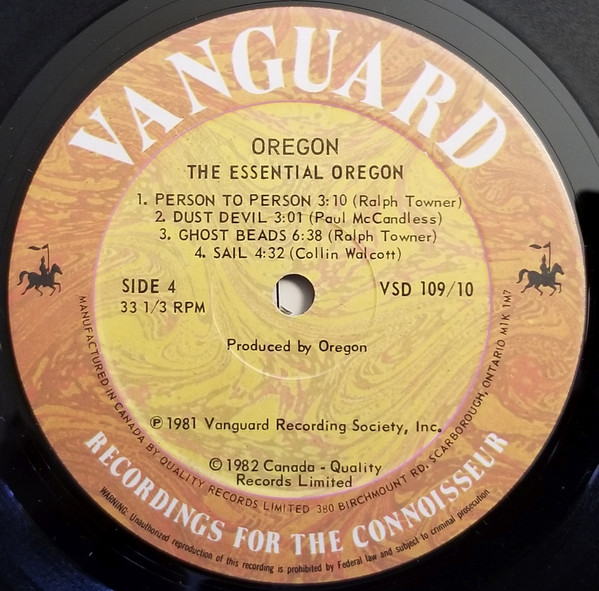 VANGUARD
OREGON
THE ESSENTIAL OREGON
1. PERSON TO PERSON 3:10 (Ralph Towner)
2. DUST DEVIL 3:01 (Paul McCandless)
3. GHOST BEADS 6:38 (Ralph Towner)
4. SAIL 4:32 (Collin Walcott)
SIDE 4
33 1/3 RPM
VSD 109/10
Produced by Oregon
℗ 1981 Vanguard Recording Society, Inc.
© 1982 Canada - Quality
Records Limited
MANUFACTURED IN CANADA BY QUALITY RECORDS LIMITED 380 BIRCHMOUNT RD. SCARBOROUGH, ONTARIO M1K 1M7
RECORDINGS FOR THE CONNOISSEUR
WARNING: Unauthorized reproduction of this recording is prohibited by Federal law and subject to criminal prosecution